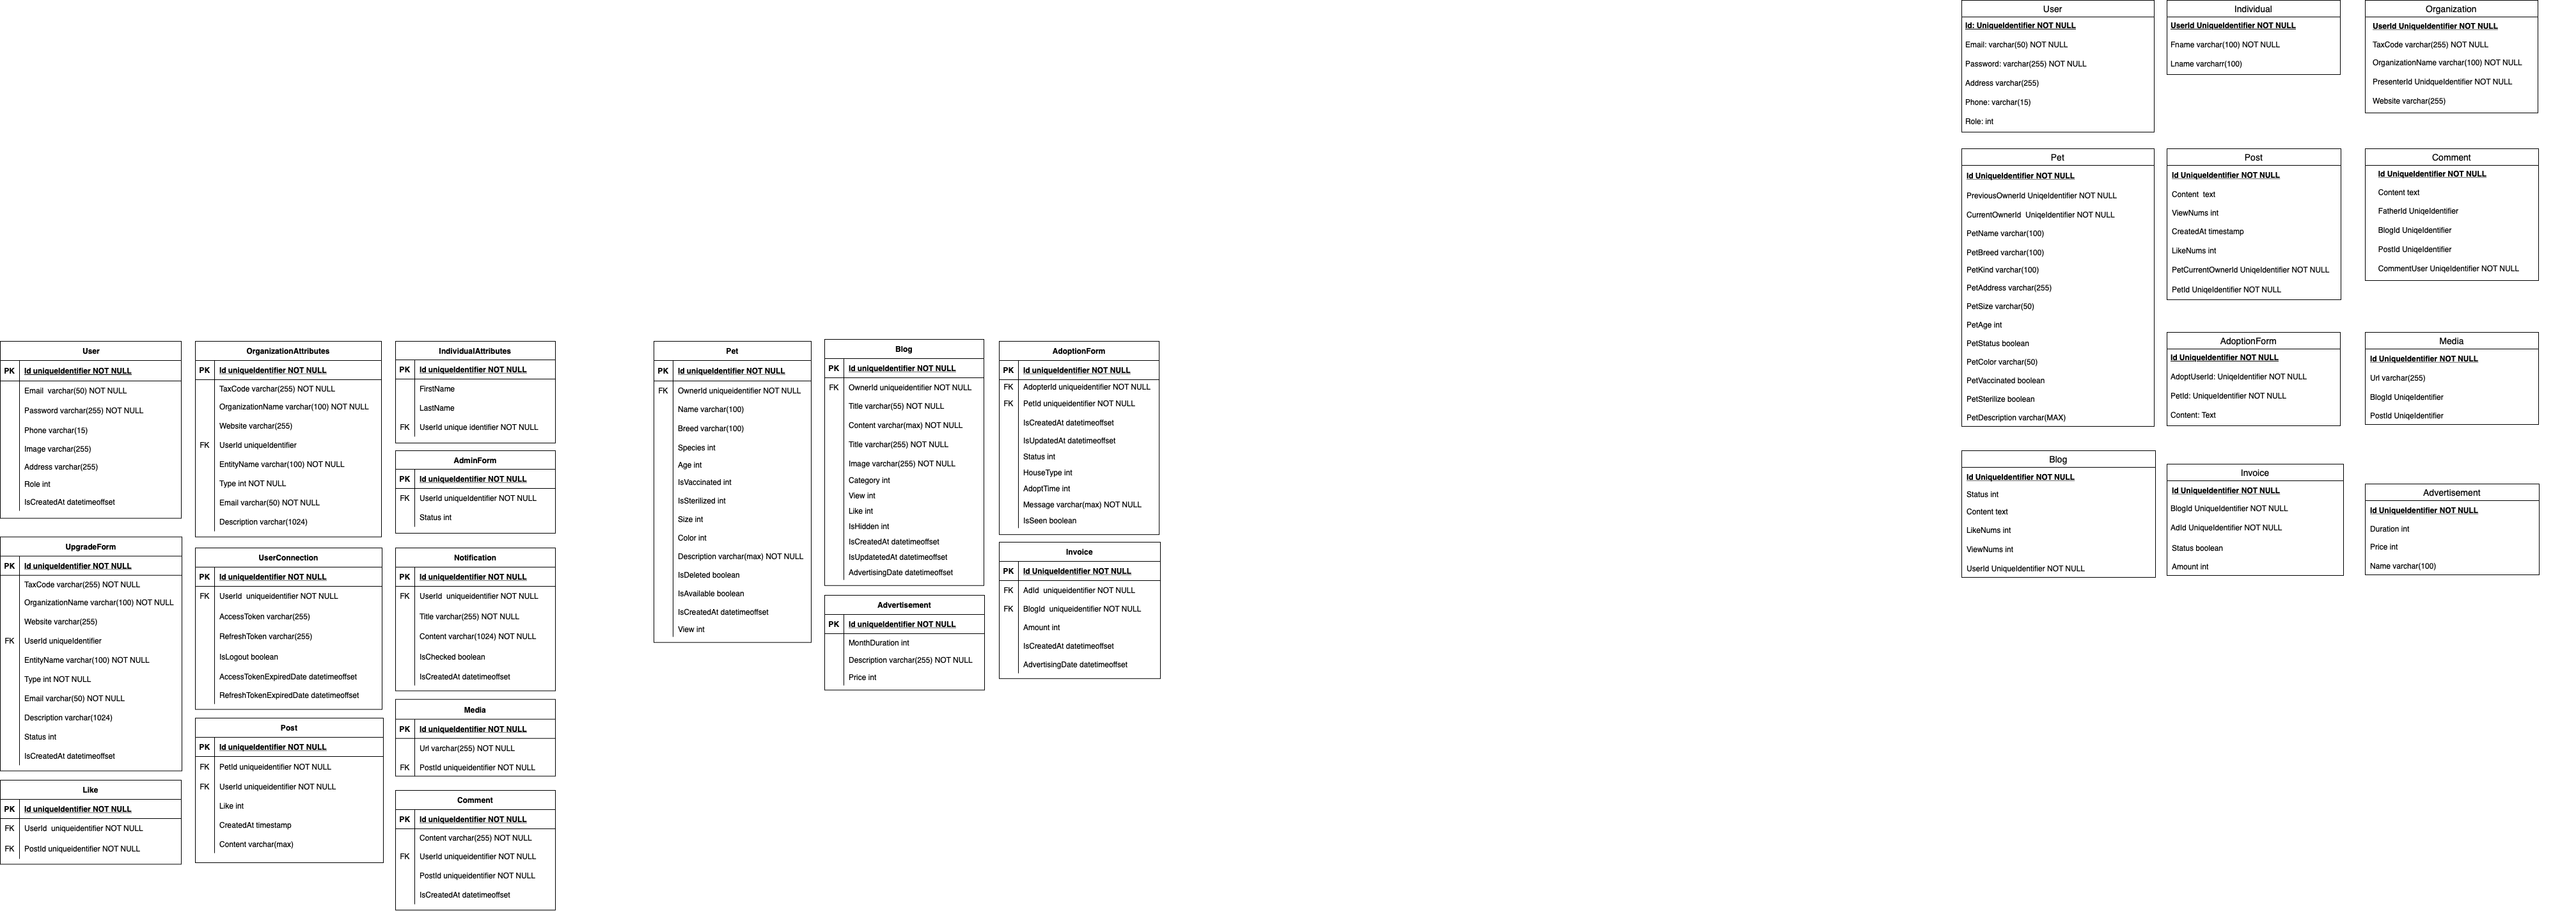 User
PK Id uniqueIdentifier NOT NULL
Email varchar(50) NOT NULL
Password varchar(255) NOT NULL
Phone varchar(15)
Image varchar(255)
Address varchar(255)
Role int
IsCreatedAt datetimeoffset
UpgradeForm
PK Id uniqueIdentifier NOT NULL
TaxCode varchar(255) NOT NULL
OrganizationName varchar(100) NOT NULL
Website varchar(255)
FK UserId uniqueIdentifier
EntityName varchar(100) NOT NULL
Type int NOT NULL
Email varchar(50) NOT NULL
Description varchar(1024)
Status int
IsCreatedAt datetimeoffset
Like
PK Id uniqueIdentifier NOT NULL
FK UserId uniqueidentifier NOT NULL
FK PostId uniqueidentifier NOT NULL
OrganizationAttributes
PK Id uniqueIdentifier NOT NULL
TaxCode varchar(255) NOT NULL
OrganizationName varchar(100) NOT NULL
Website varchar(255)
FK UserId uniqueIdentifier
EntityName varchar(100) NOT NULL
Type int NOT NULL
Email varchar(50) NOT NULL
Description varchar(1024)
UserConnection
PK Id uniqueIdentifier NOT NULL
FK UserId uniqueidentifier NOT NULL
AccessToken varchar(255)
RefreshToken varchar(255)
IsLogout boolean
AccessTokenExpiredDate datetimeoffset
RefreshTokenExpiredDate datetimeoffset
Post
PK Id uniqueIdentifier NOT NULL
FK PetId uniqueidentifier NOT NULL
FK UserId uniqueidentifier NOT NULL
Like int
CreatedAt timestamp
Content varchar(max)
IndividualAttributes
PK Id uniqueIdentifier NOT NULL
FirstName
LastName
FK UserId unique identifier NOT NULL
AdminForm
PK Id uniqueIdentifier NOT NULL
FK UserId uniqueIdentifier NOT NULL
Status int
Notification
PK Id uniqueIdentifier NOT NULL
FK UserId uniqueidentifier NOT NULL
Title varchar(255) NOT NULL
Content varchar(1024) NOT NULL
IsChecked boolean
IsCreatedAt datetimeoffset
Media
PK Id uniqueIdentifier NOT NULL
Url varchar(255) NOT NULL
FK PostId uniqueidentifier NOT NULL
Comment
PK Id uniqueIdentifier NOT NULL
Content varchar(255) NOT NULL
FK UserId uniqueidentifier NOT NULL
PostId uniqueidentifier NOT NULL
IsCreatedAt datetimeoffset
Pet
PK Id uniqueidentifier NOT NULL
FK OwnerId uniqueidentifier NOT NULL
Name varchar(100)
Breed varchar(100)
Species int
Age int
IsVaccinated int
IsSterilized int
Size int
Color int
Description varchar(max) NOT NULL
IsDeleted boolean
IsAvailable boolean
IsCreatedAt datetimeoffset
View int
Blog
PK Id uniqueidentifier NOT NULL
FK OwnerId uniqueidentifier NOT NULL
Title varchar(55) NOT NULL
Content varchar(max) NOT NULL
Title varchar(255) NOT NULL
Image varchar(255) NOT NULL
Category int
View int
Like int
IsHidden int
IsCreatedAt datetimeoffset
IsUpdatetedAt datetimeoffset
AdvertisingDate datetimeoffset
Advertisement
PK Id uniqueidentifier NOT NULL
MonthDuration int
Description varchar(255) NOT NULL
Price int
AdoptionForm
PK Id uniqueidentifier NOT NULL
FK AdopterId uniqueidentifier NOT NULL
FK PetId uniqueidentifier NOT NULL
IsCreatedAt datetimeoffset
IsUpdatedAt datetimeoffset
Status int
HouseType int
AdoptTime int
Message varchar(max) NOT NULL
IsSeen boolean
Invoice
PK Id UniqueIdentifier NOT NULL
FK AdId uniqueidentifier NOT NULL
FK BlogId uniqueidentifier NOT NULL
Amount int
IsCreatedAt datetimeoffset
AdvertisingDate datetimeoffset
User
Id: UniqueIdentifier NOT NULL
Email: varchar(50) NOT NULL
Password: varchar(255) NOT NULL
Address varchar(255)
Phone: varchar(15)
Role: int
Individual
UserId UniqueIdentifier NOT NULL
Fname varchar(100) NOT NULL
Lname varcharr(100)
Organization
UserId UniqueIdentifier NOT NULL
TaxCode varchar(255) NOT NULL
OrganizationName varchar(100) NOT NULL
PresenterId UnidqueIdentifier NOT NULL
Website varchar(255)
Pet
Id UniqueIdentifier NOT NULL
PreviousOwnerId UniqeIdentifier NOT NULL
CurrentOwnerId UniqeIdentifier NOT NULL
PetName varchar(100)
PetBreed varchar(100)
PetKind varchar(100)
PetAddress varchar(255)
PetSize varchar(50)
PetAge int
PetStatus boolean
PetColor varchar(50)
PetVaccinated boolean
PetSterilize boolean
PetDescription varchar(MAX)
Post
Id UniqueIdentifier NOT NULL
Content text
ViewNums int
CreatedAt timestamp
LikeNums int
PetCurrentOwnerId UniqeIdentifier NOT NULL
PetId UniqeIdentifier NOT NULL
Comment
Id UniqueIdentifier NOT NULL
Content text
FatherId UniqeIdentifier
BlogId UniqeIdentifier
PostId UniqeIdentifier
CommentUser UniqeIdentifier NOT NULL
AdoptionForm
Id UniqueIdentifier NOT NULL
AdoptUserId: UniqeIdentifier NOT NULL
PetId: UniqueIdentifier NOT NULL
Content: Text
Media
Id UniqueIdentifier NOT NULL
Url varchar(255)
BlogId UniqeIdentifier
PostId UniqeIdentifier
Blog
Id UniqueIdentifier NOT NULL
Status int
Content text
LikeNums int
ViewNums int
UserId UniqueIdentifier NOT NULL
Invoice
Id UniqueIdentifier NOT NULL
BlogId UniqueIdentifier NOT NULL
AdId UniqueIdentifier NOT NULL
Status boolean
Amount int
Advertisement
Id UniqueIdentifier NOT NULL
Duration int
Price int
Name varchar(100)